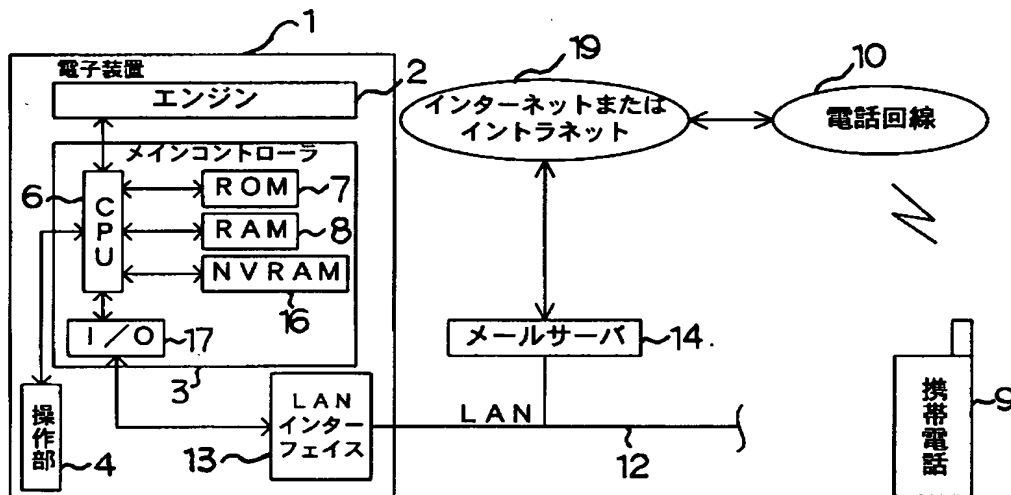 1
電子装置
2
エンジン
メインコントローラ
6
CPU
ROM
7
RAM
8
NVRAM
16
I/O
17
3
操作部
4
LAN
インター
フェイス
13
LAN
12
メールサーバ
14.
19
インターネットまたは
イントラネット
10
電話回線
携帯電話
9